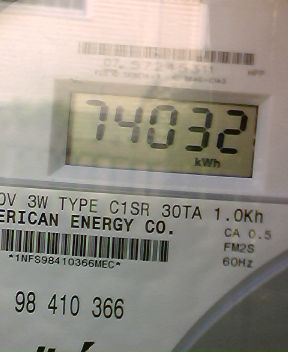 74032
kWh
0V 3W TYPE C1SR 30TA 1.0Kh
ERICAN ENERGY CO.
CA 0.5
FM2S
60Hz
*1NFS98410366MEC*
98 410 366